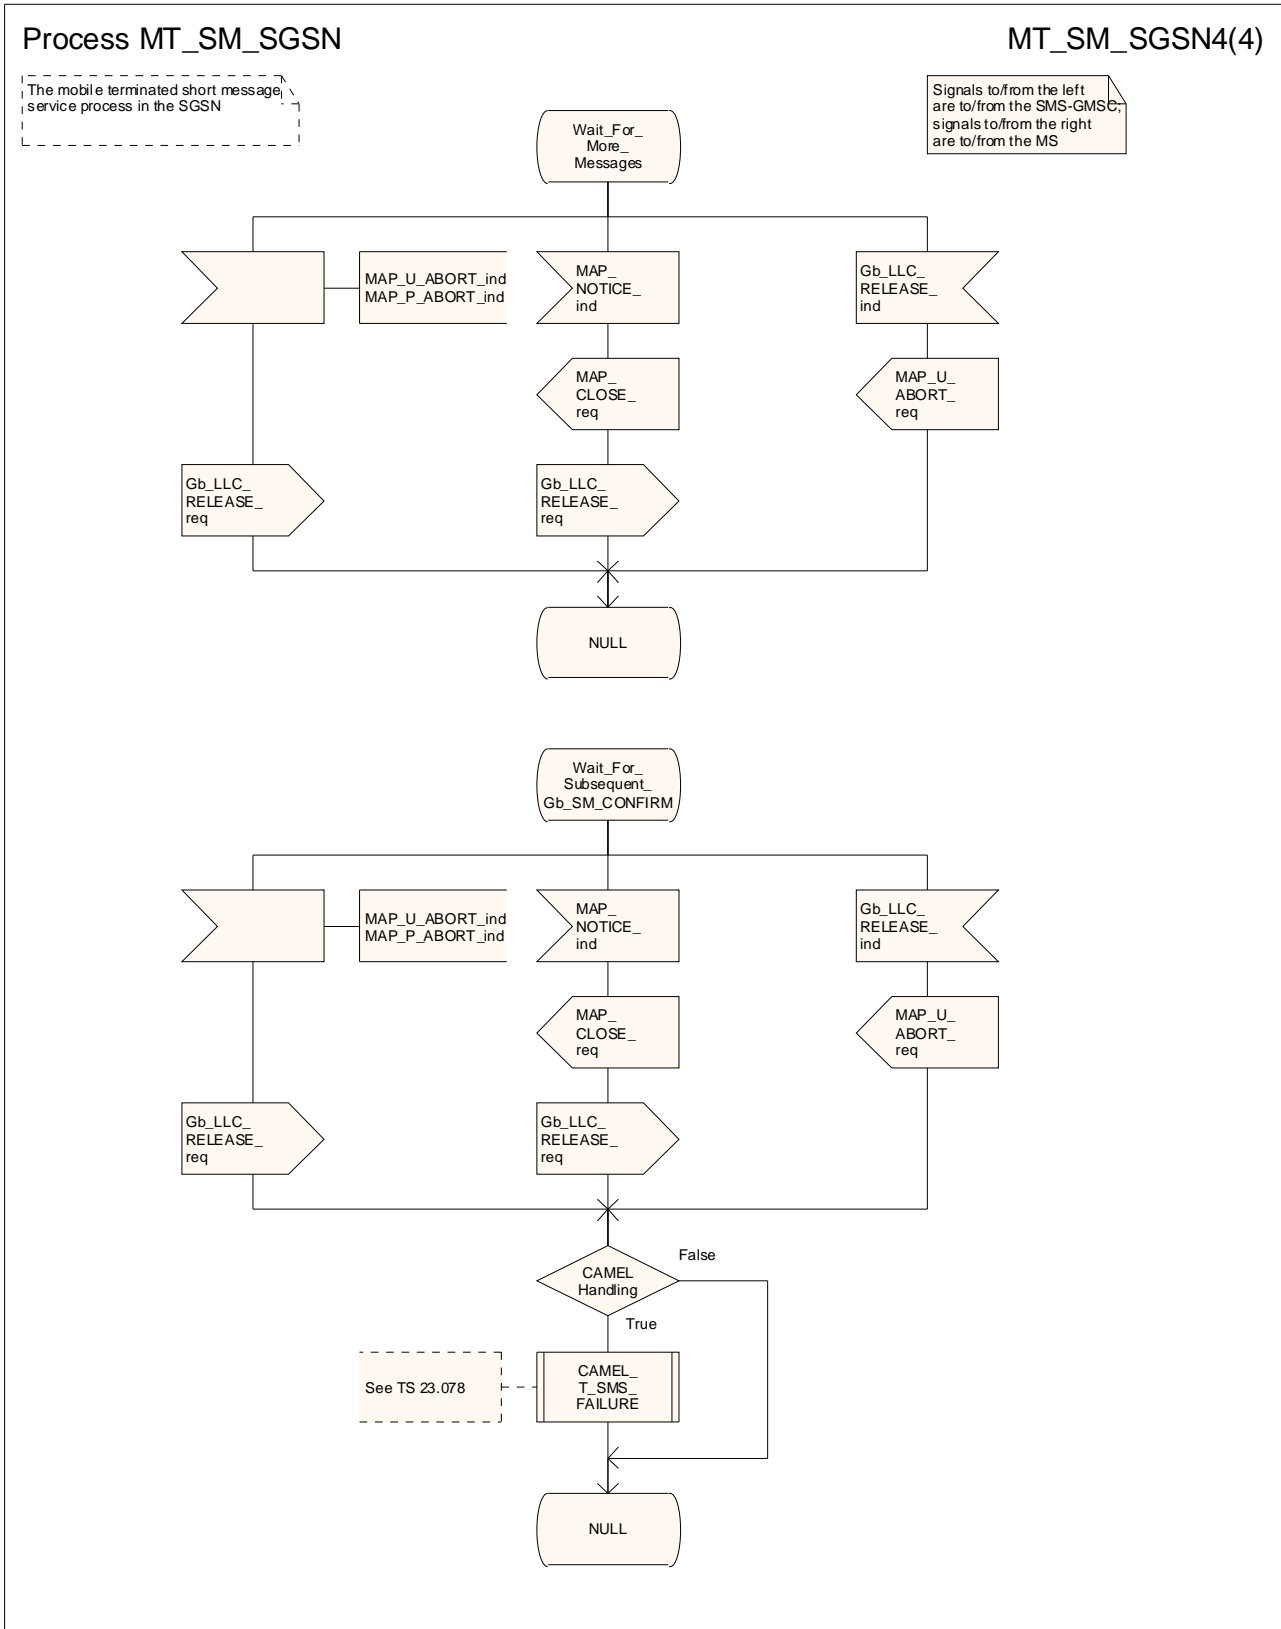 Process MT_SM_SGSN
MT_SM_SGSN4(4)
The mobile terminated short message
service process in the SGSN
Signals to/from the left
are to/from the SMS-GMSC;
signals to/from the right
are to/from the MS
Wait_For_
More_
Messages
MAP_U_ABORT_ind
MAP_P_ABORT_ind
MAP_
NOTICE_
ind
Gb_LLC_
RELEASE_
ind
MAP_
CLOSE_
req
MAP_U_
ABORT_
req
Gb_LLC_
RELEASE_
req
Gb_LLC_
RELEASE_
req
NULL
Wait_For_
Subsequent_
Gb_SM_CONFIRM
MAP_U_ABORT_ind
MAP_P_ABORT_ind
MAP_
NOTICE_
ind
Gb_LLC_
RELEASE_
ind
MAP_
CLOSE_
req
MAP_U_
ABORT_
req
Gb_LLC_
RELEASE_
req
Gb_LLC_
RELEASE_
req
CAMEL
Handling
False
True
See TS 23.078
CAMEL_
T_SMS_
FAILURE
NULL